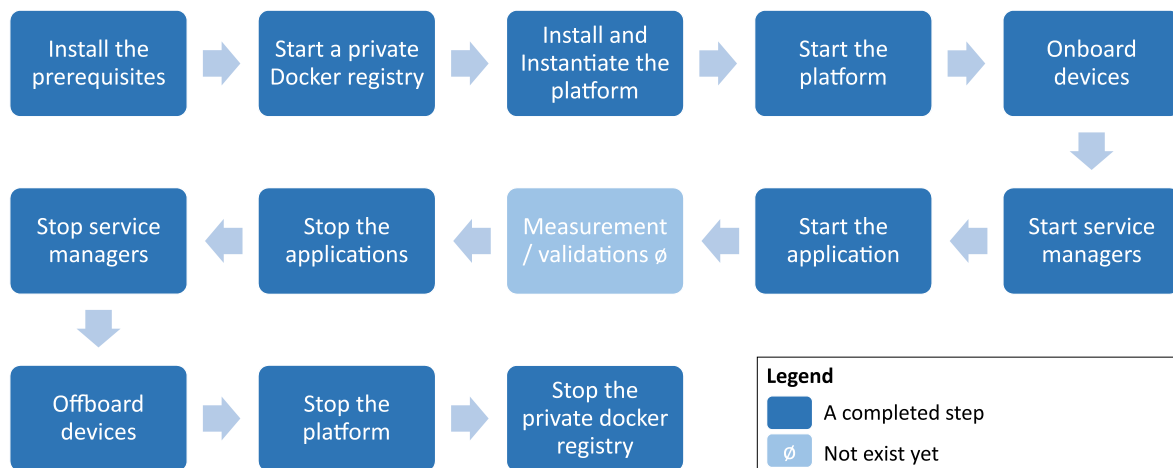 Install the
prerequisites
Start a private
Docker registry
Install and
Instantiate the
platform
Start the
platform
Onboard
devices
Start service
managers
Start the
application
Measurement
/ validations ø
Stop the
applications
Stop service
managers
Offboard
devices
Stop the
platform
Stop the
private docker
registry
Legend
A completed step
ø Not exist yet